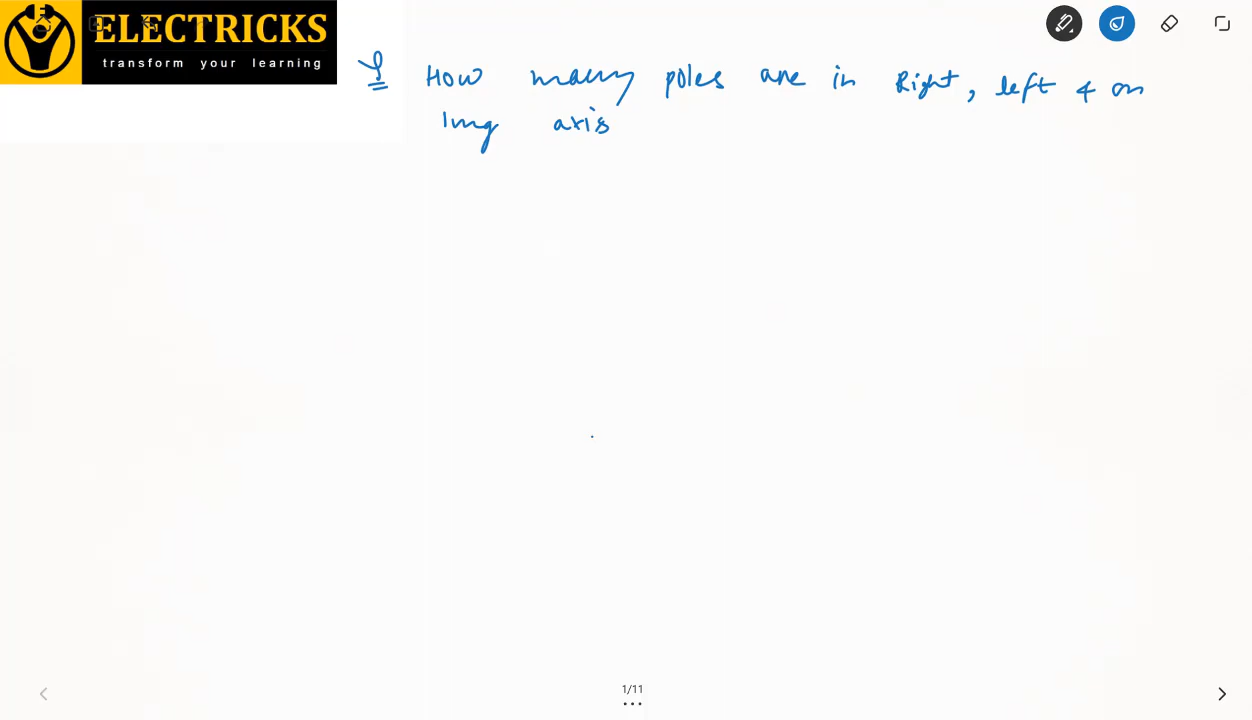 ELECTRICKS
transform your learning
Q How many poles are in Right, left & on
img axis
1/11